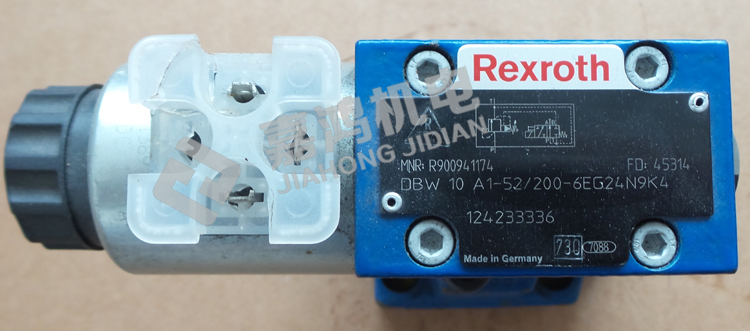 Rexroth
MNR: R900941174 FD: 45314
DBW 10 A1-52/200-6EG24N9K4
124233336
Made in Germany 730 7088
嘉鸿机电
JIAHONG JIDIAN